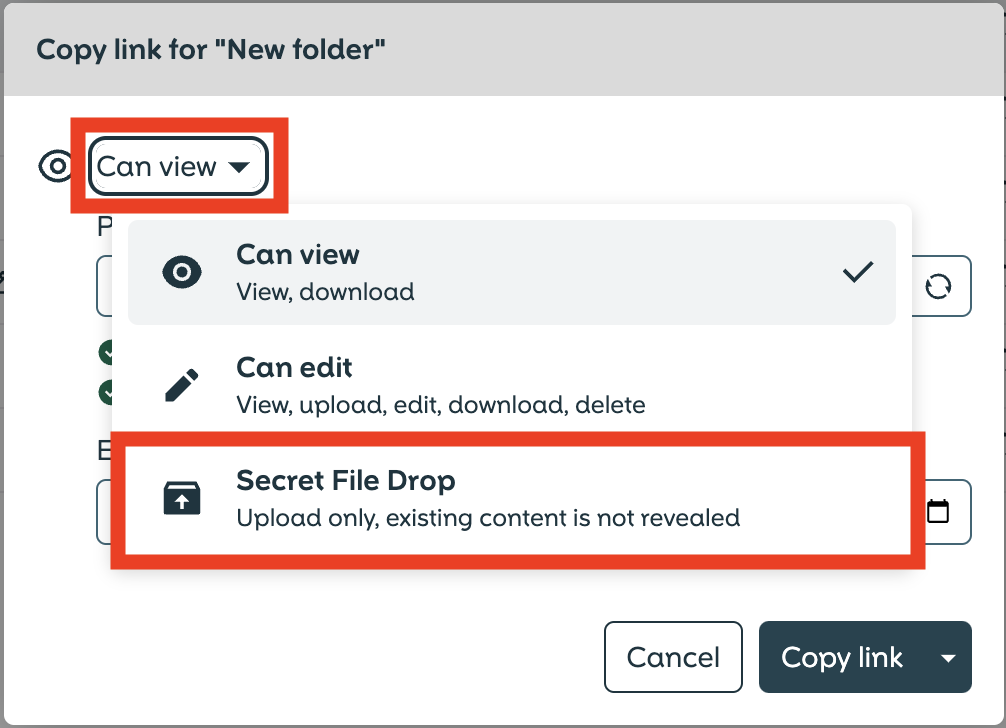 Copy link for "New folder"
Can view
P
Can view
View, download
Can edit
View, upload, edit, download, delete
E
Secret File Drop
Upload only, existing content is not revealed
Cancel
Copy link